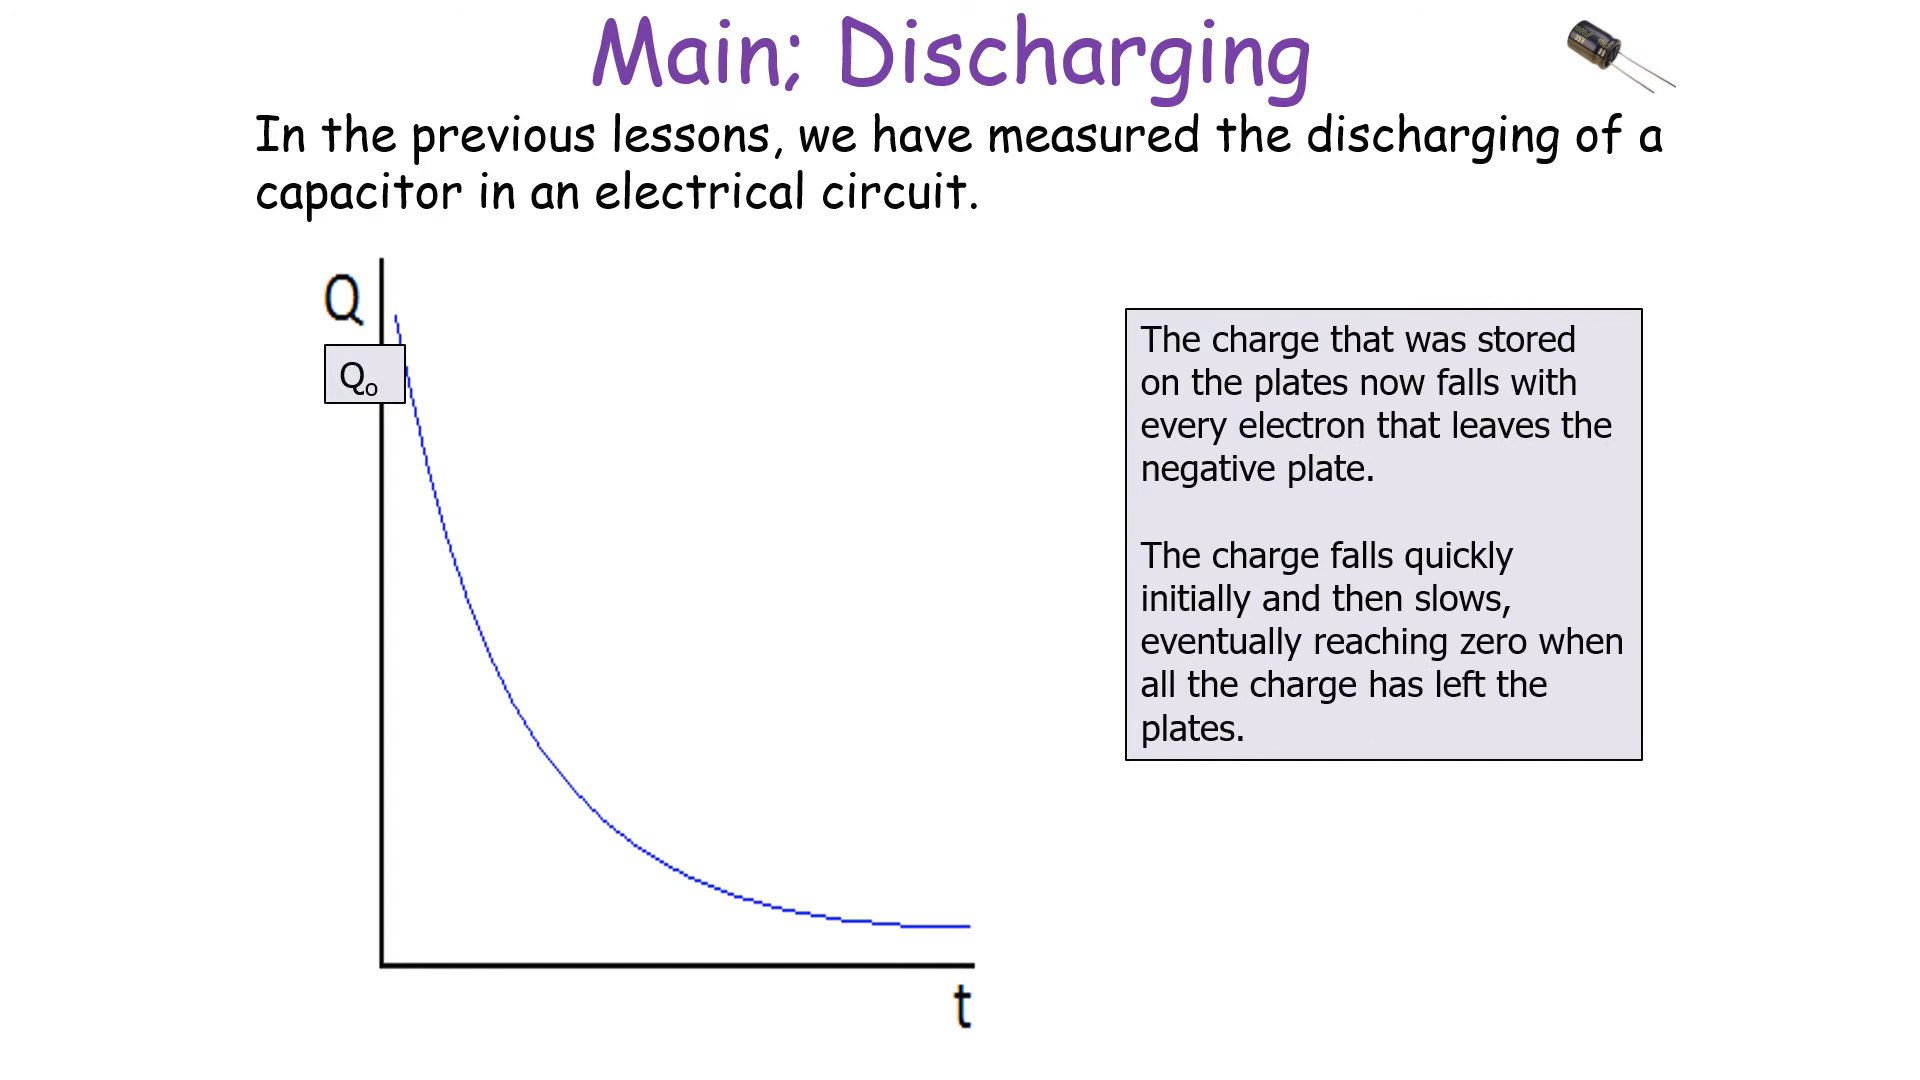 Main; Discharging
In the previous lessons, we have measured the discharging of a
capacitor in an electrical circuit.
Q
Qo
The charge that was stored
on the plates now falls with
every electron that leaves the
negative plate.
The charge falls quickly
initially and then slows,
eventually reaching zero when
all the charge has left the
plates.
t